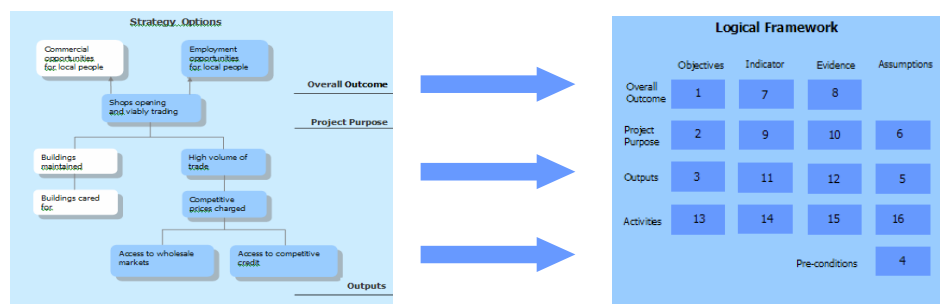 Strategy Options
Commercial
opportunities
for local people
Employment
opportunities
for local people
Overall Outcome
Shops opening
and viably trading
Project Purpose
Buildings
maintained
High volume of
trade
Buildings cared
for
Competitive
prices charged
Access to wholesale
markets
Access to competitive
credit
Outputs
Logical Framework
Objectives Indicator Evidence Assumptions
Overall
Outcome
1 7 8
Project
Purpose
2 9 10 6
Outputs 3 11 12 5
Activities 13 14 15 16
Pre-conditions 4